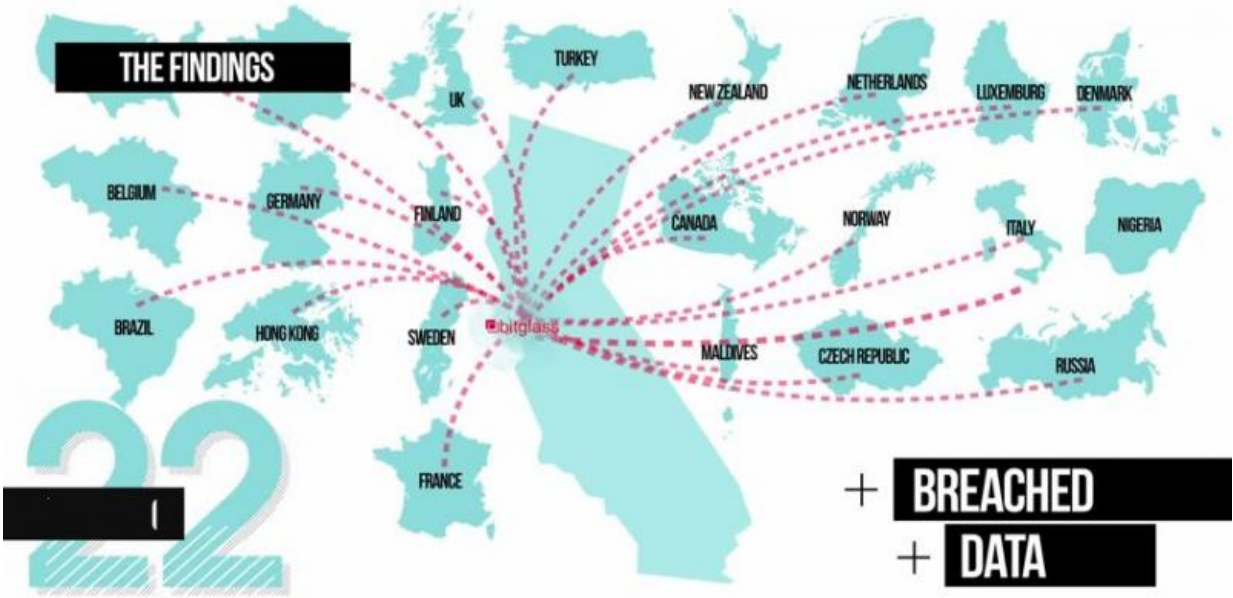 THE FINDINGS
TURKEY
UK
NEW ZEALAND
NETHERLANDS
LUXEMBURG
DENMARK
BELGIUM
GERMANY
FINLAND
CANADA
NORWAY
ITALY
NIGERIA
BRAZIL
HONG KONG
SWEDEN
bitglass
MALDIVES
CZECH REPUBLIC
RUSSIA
FRANCE
22
+ BREACHED
+ DATA